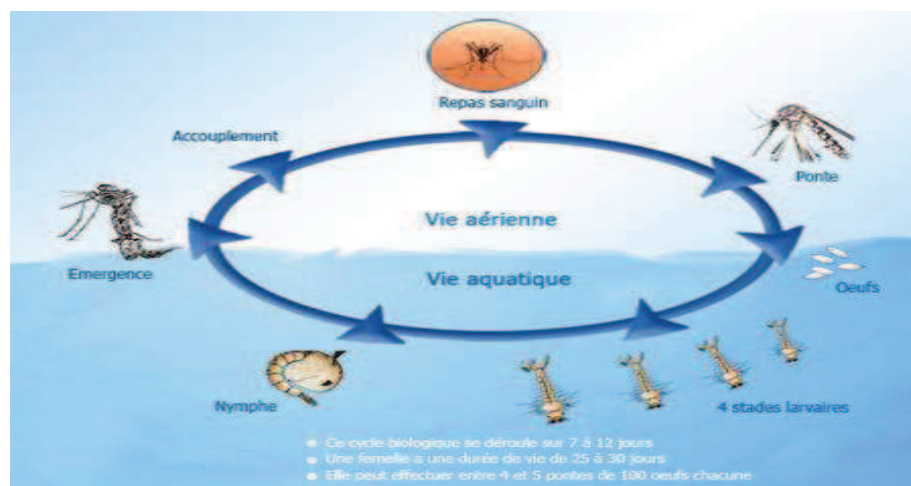 Repas sanguin
Accouplement
Ponte
Vie aérienne
Emergence
Vie aquatique
Oeufs
Nymphe
4 stades larvaires
Ce cycle biologique se déroule sur 7 à 12 jours
Une femelle a une durée de vie de 25 à 30 jours
Elle peut effectuer entre 4 et 5 pontes de 100 oeufs chacune